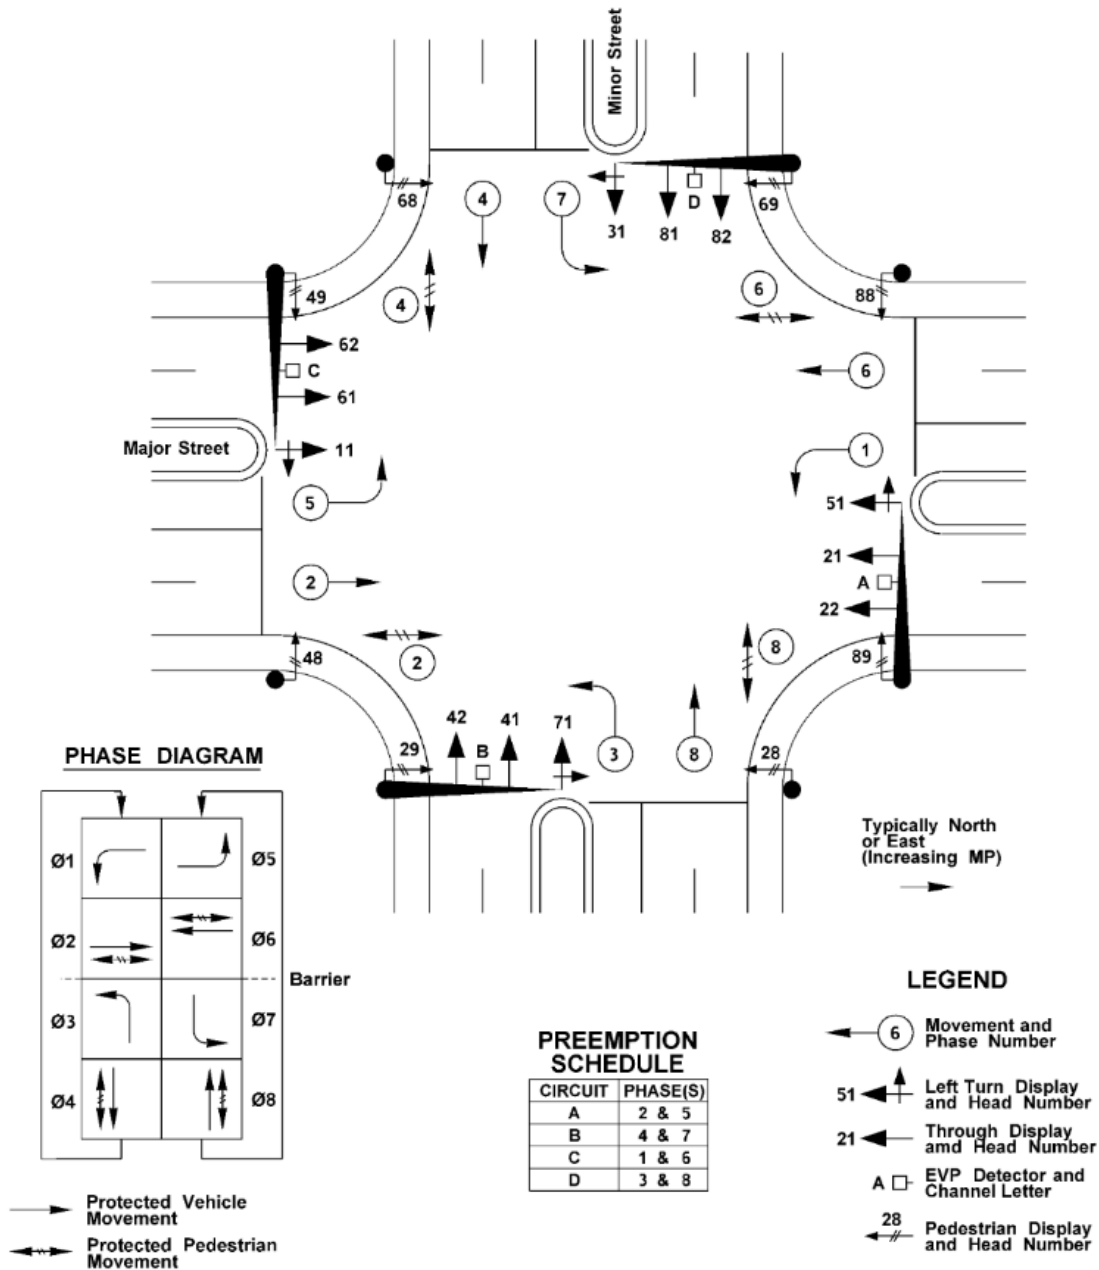 Minor Street
68
4
7
31
81
D
82
69
49
4
6
88
62
C
61
6
Major Street
11
1
5
51
21
2
A
22
48
2
8
89
42
41
71
29
B
3
8
28
PHASE DIAGRAM
Ø1
Ø5
Ø2
Ø6
Barrier
Ø3
Ø7
Ø4
Ø8
Protected Vehicle
Movement
Protected Pedestrian
Movement
PREEMPTION
SCHEDULE
CIRCUIT PHASE(S)
A 2 & 5
B 4 & 7
C 1 & 6
D 3 & 8
Typically North
or East
(Increasing MP)
LEGEND
6 Movement and
Phase Number
51 Left Turn Display
and Head Number
21 Through Display
amd Head Number
A EVP Detector and
Channel Letter
28 Pedestrian Display
and Head Number